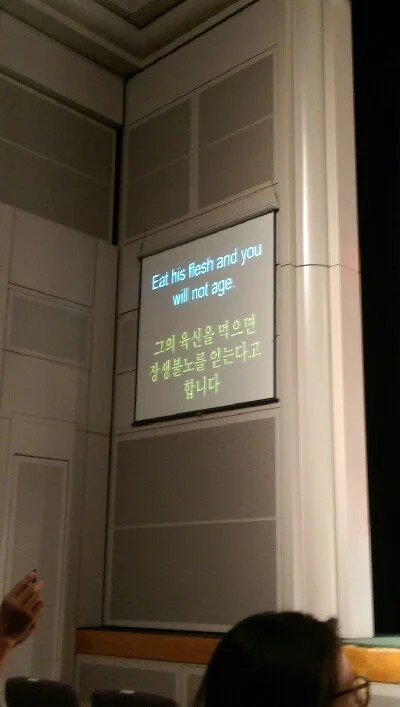 Eat his flesh and you
will not age.
그의 육신을 먹으면
장생불노를 얻는다고
합니다